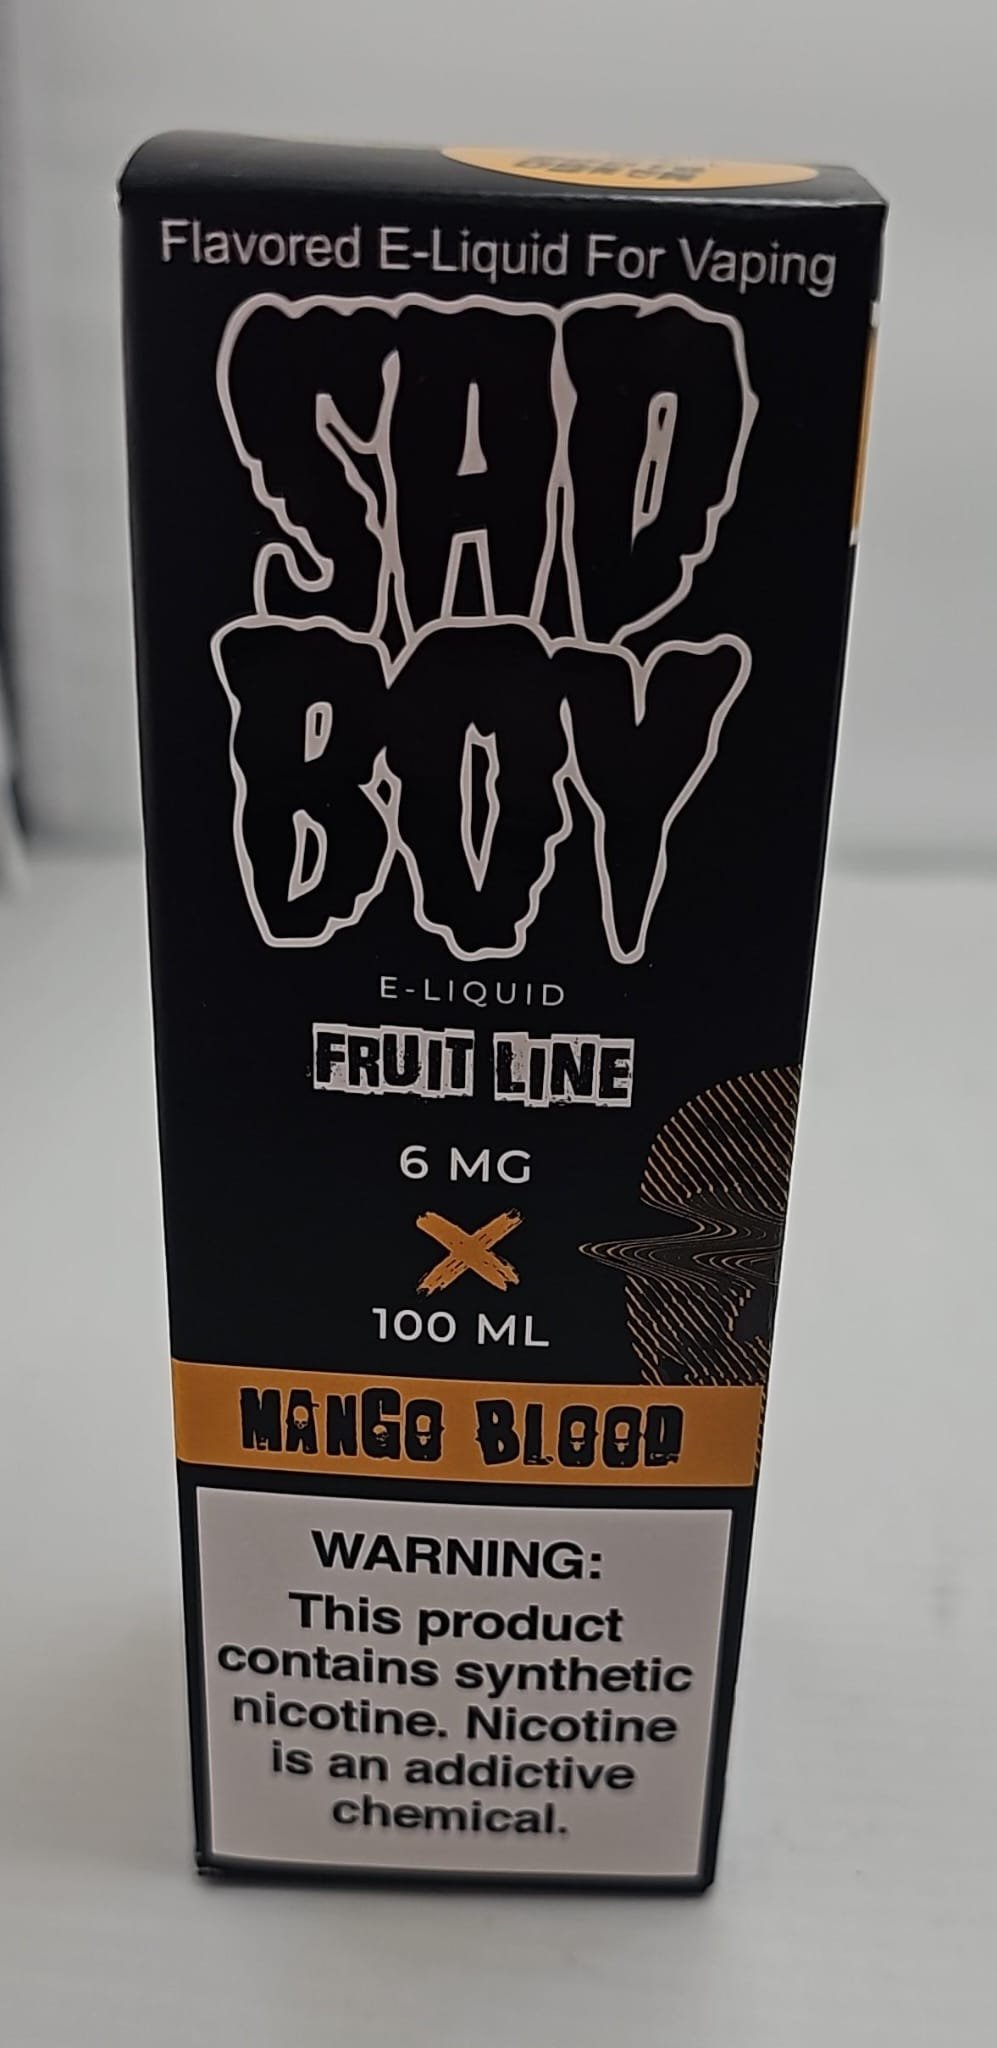 Flavored E-Liquid For Vaping
SAD
BOY
E-LIQUID
FRUIT LINE
6 MG
X
100 ML
MANGO BLOOD
WARNING:
This product
contains synthetic
nicotine. Nicotine
is an addictive
chemical.